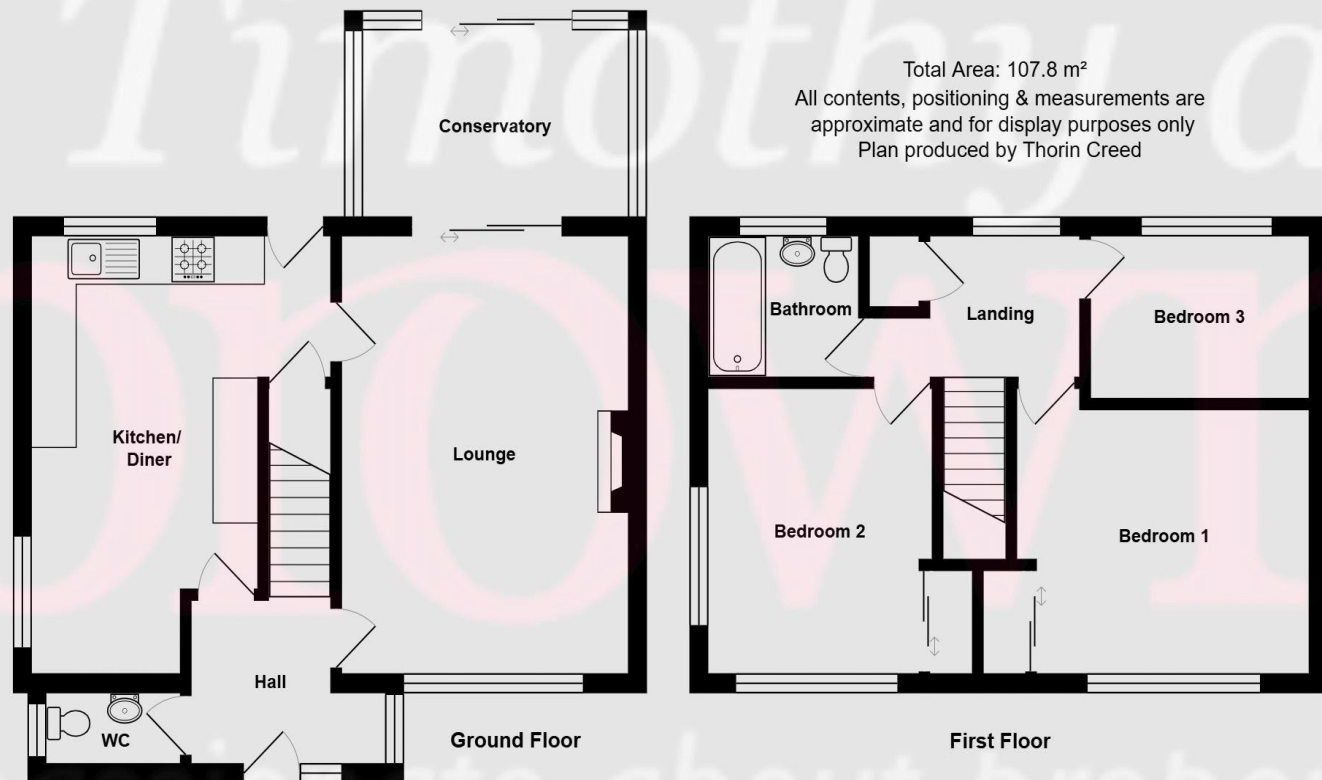 Timothy a
brown
Total Area: 107.8 m²
All contents, positioning & measurements are
approximate and for display purposes only
Plan produced by Thorin Creed
Conservatory
Kitchen/
Diner
Lounge
Hall
WC
Ground Floor
Bathroom
Landing
Bedroom 3
Bedroom 2
Bedroom 1
First Floor